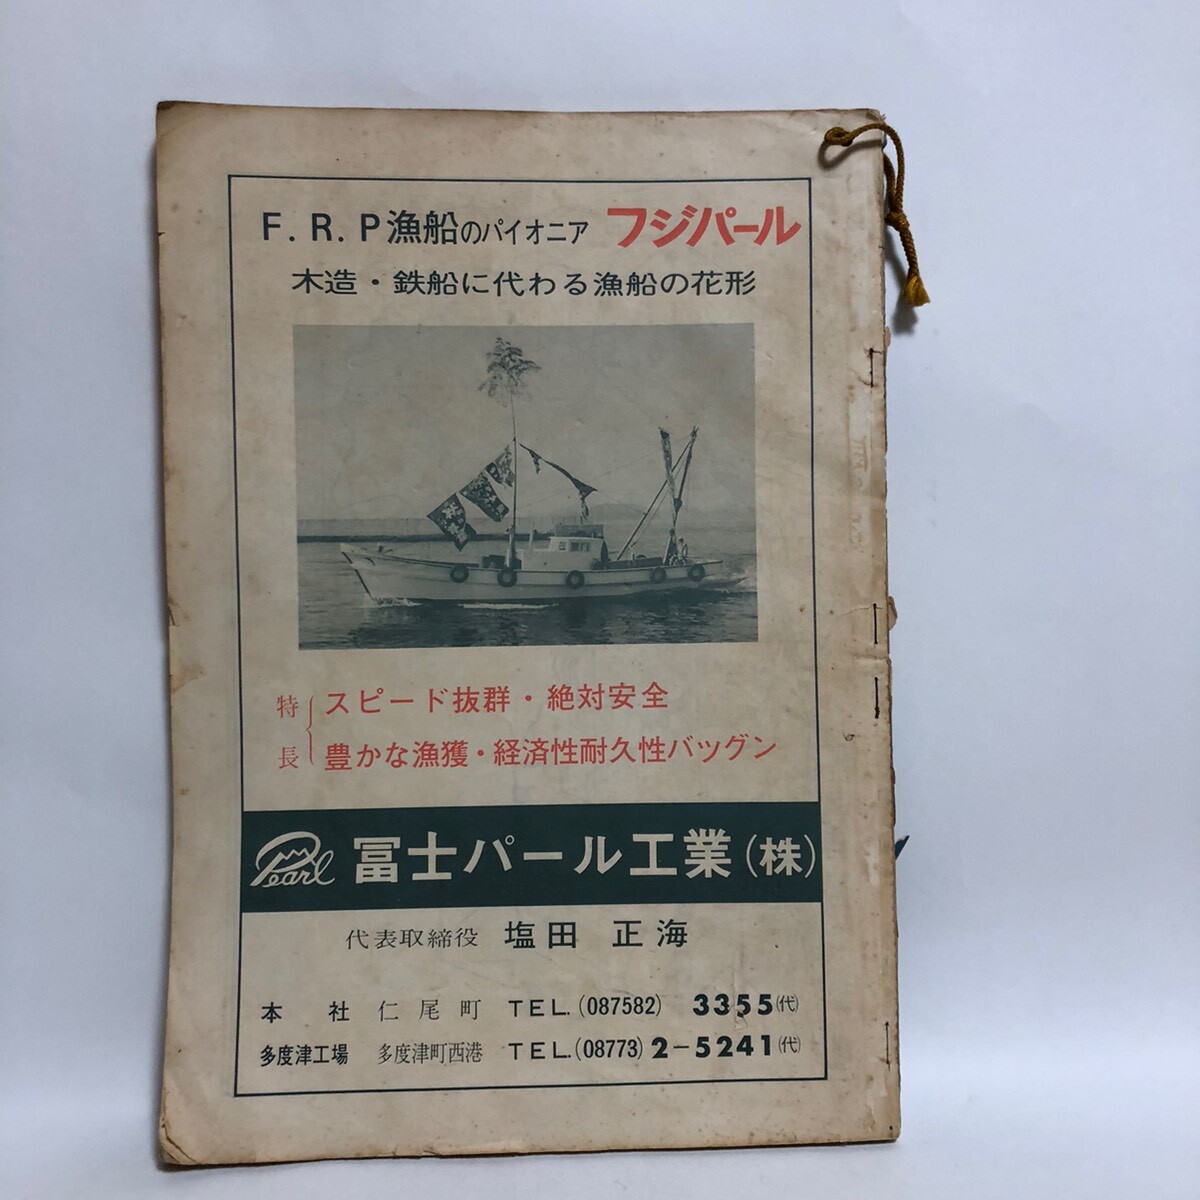 F.R.P漁船のパイオニア フジパール
木造・鉄船に代わる漁船の花形
特長 スピード抜群・絶対安全
豊かな漁獲・経済性耐久性バツグン
Pearl 冨士パール工業(株)
代表取締役 塩田 正海
本社 仁尾町 TEL.(087582) 3355(代)
多度津工場 多度津町西港 TEL.(08773) 2-5241(代)